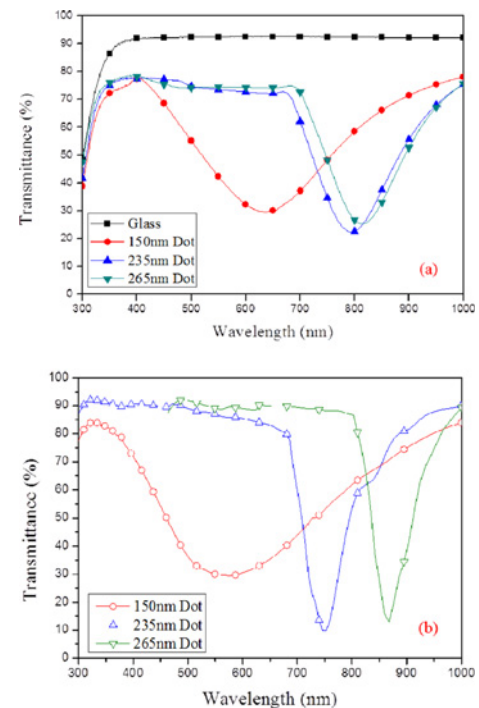 100
90
80
70
60
50
40
30
20
10
0
Transmittance (%)
Glass
150nm Dot
235nm Dot
265nm Dot
(a)
300 400 500 600 700 800 900 1000
Wavelength (nm)
100
90
80
70
60
50
40
30
20
10
0
Transmittance (%)
150nm Dot
235nm Dot
265nm Dot
(b)
300 400 500 600 700 800 900 1000
Wavelength (nm)